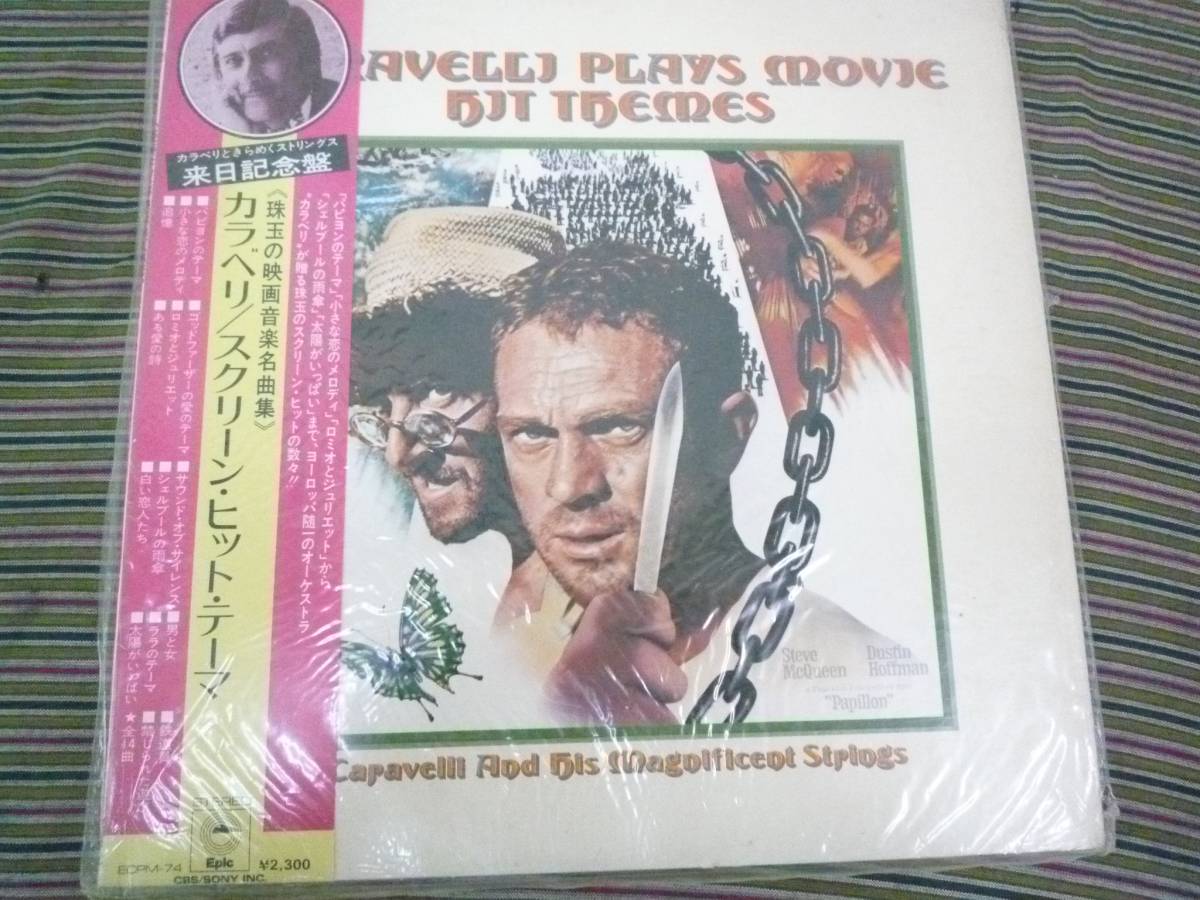 RAVELLI PLAYS MOVIE
HIT THEMES
カラベリときらめくストリングス
来日記念盤
《珠玉の映画音楽名曲集》
カラベリ/スクリーン・ヒット・テーマ
「パピヨンのテーマ」「小さな恋のメロディ」「ロミオとジュリエット」から
「シェルブールの雨傘」「太陽がいっぱい」まで、ヨーロッパ随一のオーケストラ
"カラベリ"が贈る珠玉のスクリーン・ヒットの数々!!
■パピヨンのテーマ
■小さな恋のメロディ
■追憶
■ゴッドファーザーの愛のテーマ
■ロミオとジュリエット
■ある愛の詩
■サウンド・オブ・サイレンス
■シェルブールの雨傘
■白い恋人たち
■男と女
■ララのテーマ
■太陽がいっぱい
★全14曲
Steve McQueen
Dustin Hoffman
"Papillon"
Caravelli And His Magnificent Strings
STEREO
Epic
ECPM-74
¥2,300
CBS/SONY INC.